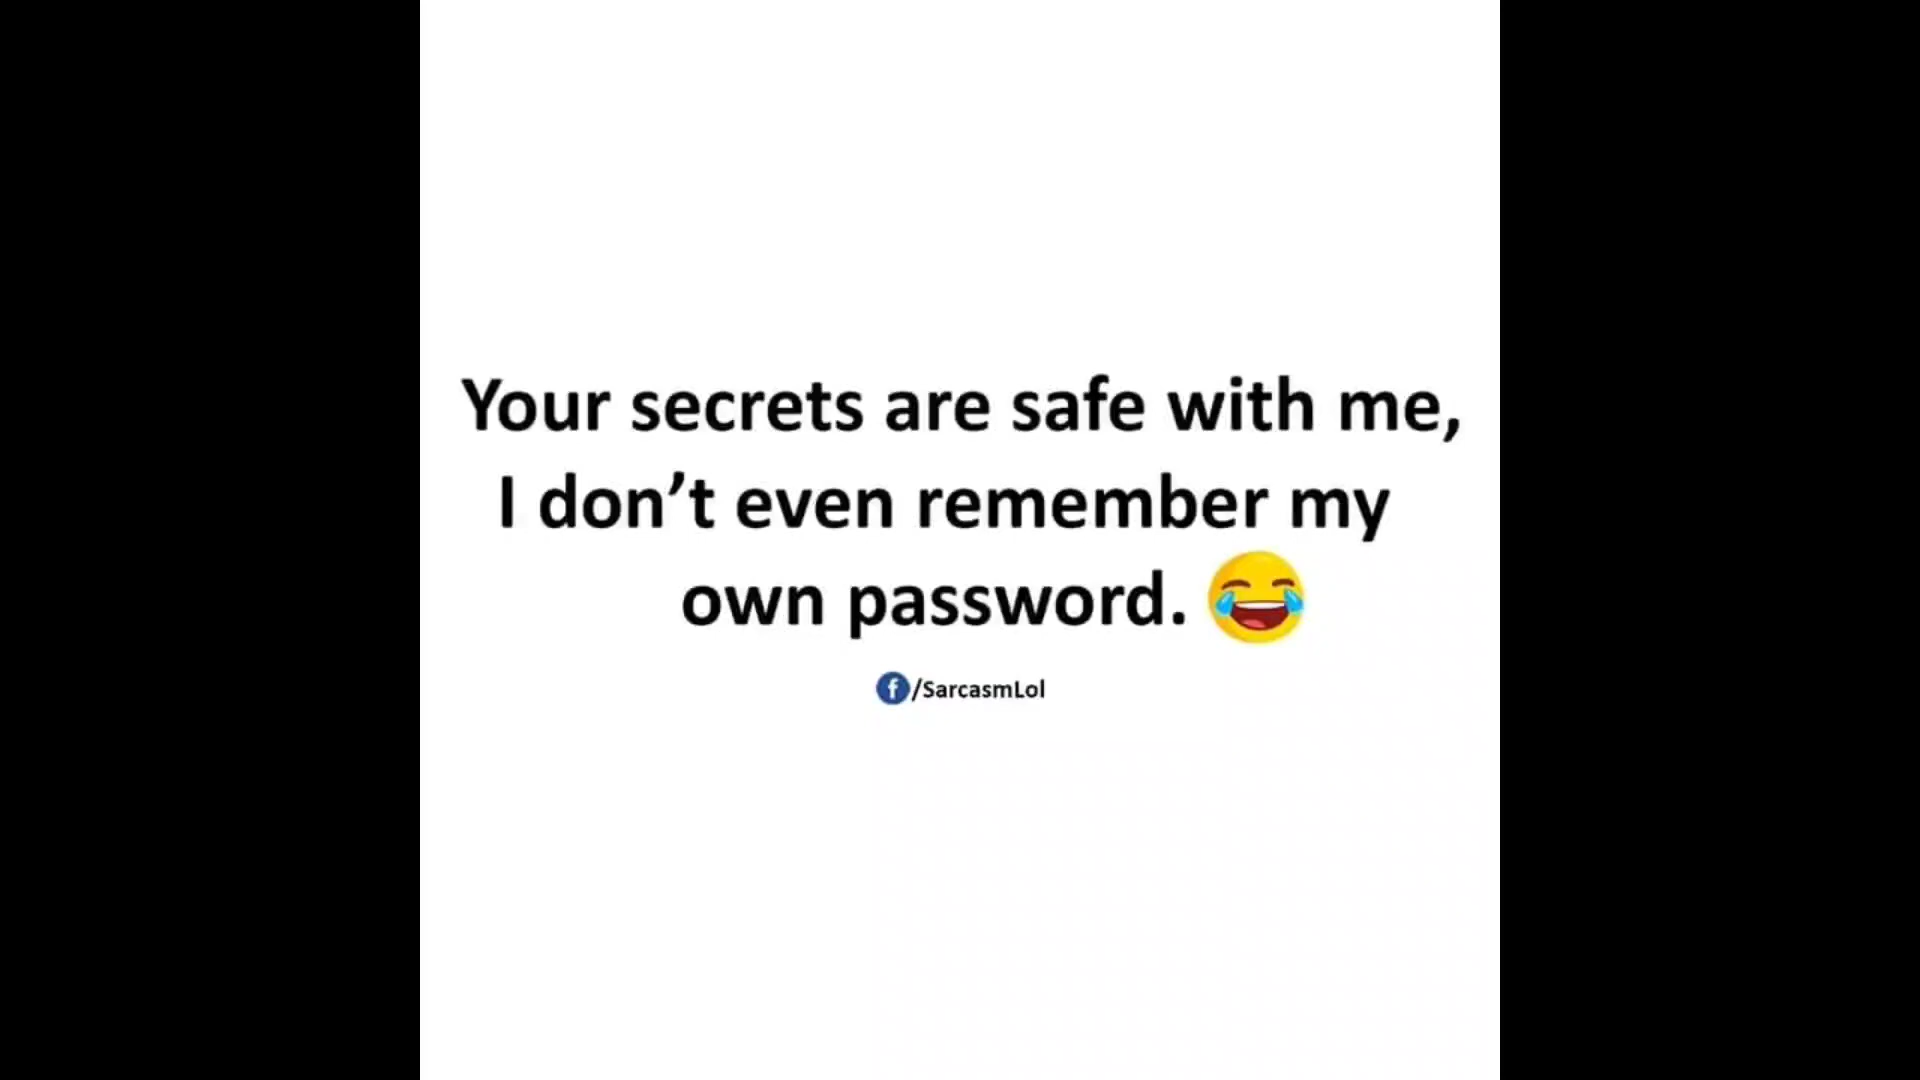 Your secrets are safe with me,
I don’t even remember my
own password. 😂
f/SarcasmLol